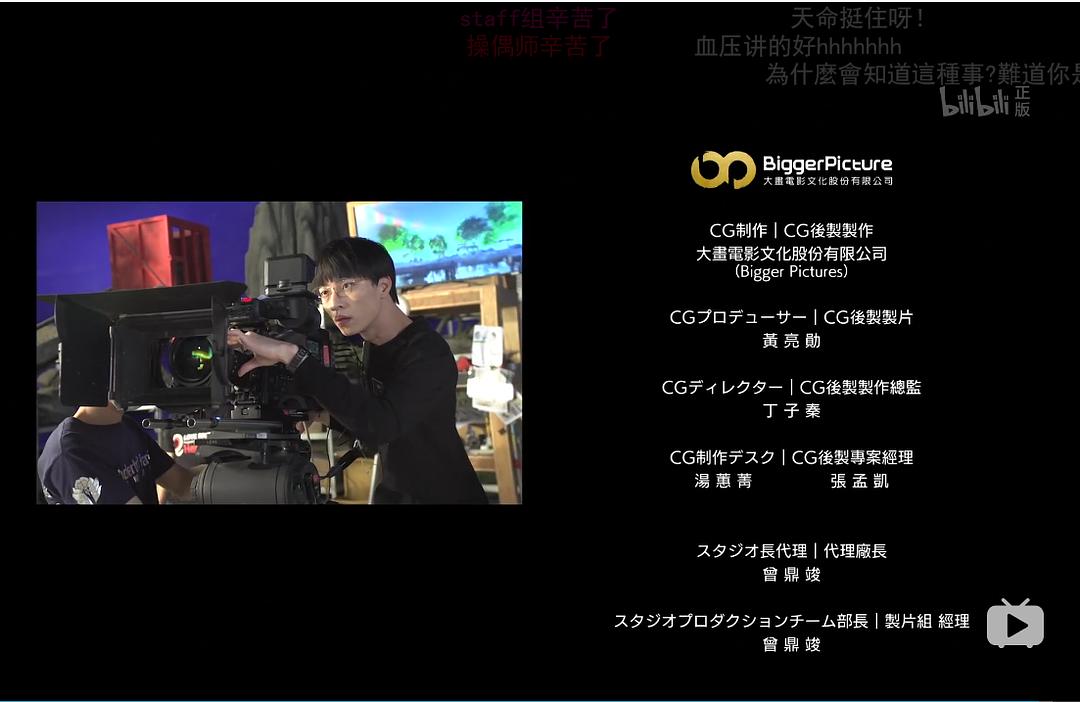 staff组辛苦了
天命挺住呀！
操偶师辛苦了
血压讲的好hhhhhhh
為什麼會知道這種事?難道你是
bilibili 正版
BiggerPicture
大畫電影文化股份有限公司
CG制作｜CG後製製作
大畫電影文化股份有限公司
（Bigger Pictures）
CGプロデューサー｜CG後製製片
黃亮勛
CGディレクター｜CG後製製作總監
丁子秦
CG制作デスク｜CG後製專案經理
湯蕙菁 張孟凱
スタジオ長代理｜代理廠長
曾鼎竣
スタジオプロダクションチーム部長｜製片組 經理
曾鼎竣